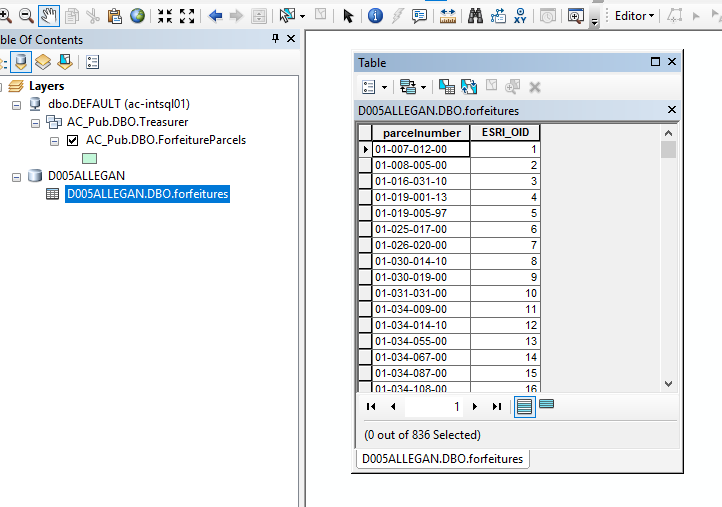 Editor
able Of Contents
Layers
dbo.DEFAULT (ac-intsql01)
AC_Pub.DBO.Treasurer
AC_Pub.DBO.ForfeitureParcels
D005ALLEGAN
D005ALLEGAN.DBO.forfeitures
Table
D005ALLEGAN.DBO.forfeitures
parcelnumber ESRI_OID
01-007-012-00 1
01-008-005-00 2
01-016-031-10 3
01-019-001-13 4
01-019-005-97 5
01-025-017-00 6
01-026-020-00 7
01-030-014-10 8
01-030-019-00 9
01-031-031-00 10
01-034-009-00 11
01-034-014-10 12
01-034-055-00 13
01-034-067-00 14
01-034-087-00 15
01-034-108-00 16
1
(0 out of 836 Selected)
D005ALLEGAN.DBO.forfeitures